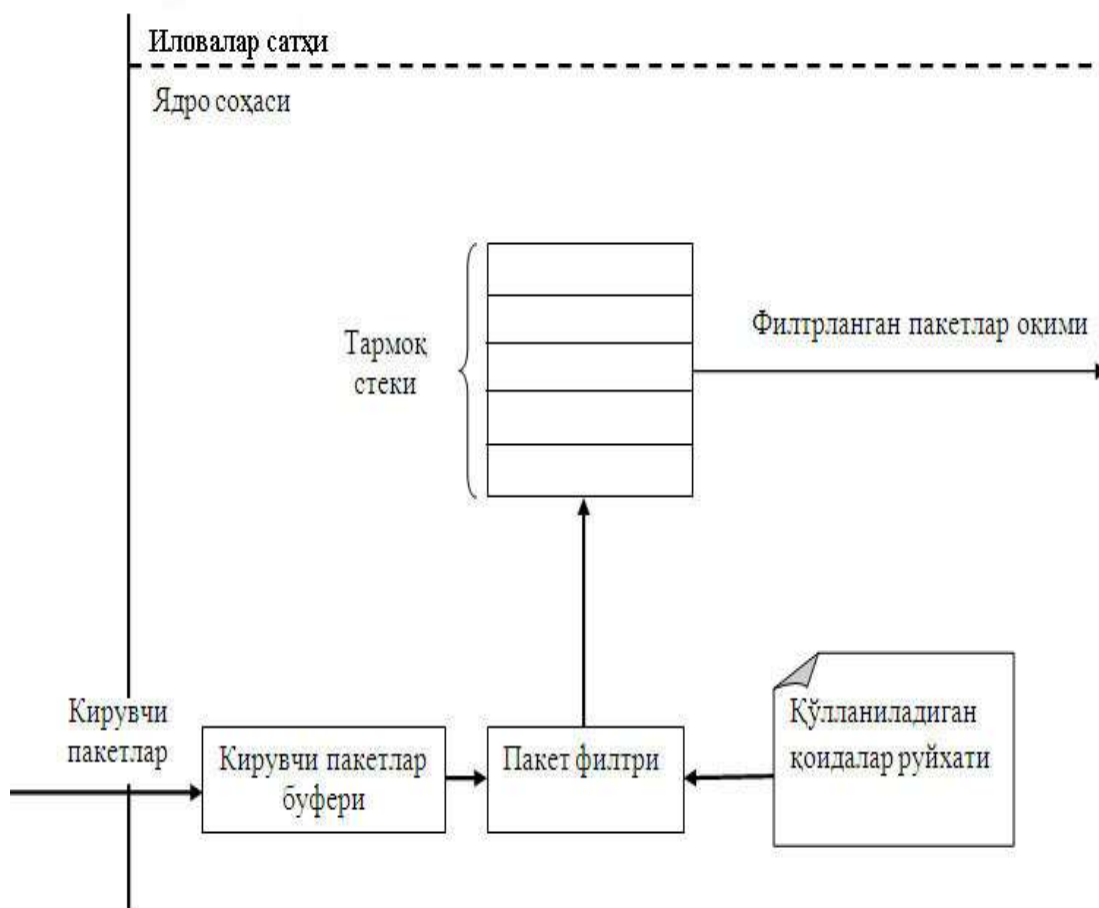 Иловалар сатҳи
Ядро соҳаси
Тармоқ
стеки
Филтрланган пакетлар оқими
Кирувчи
пакетлар
Кирувчи пакетлар
буфери
Пакет филтри
Қўлланиладиган
қоидалар руйхати